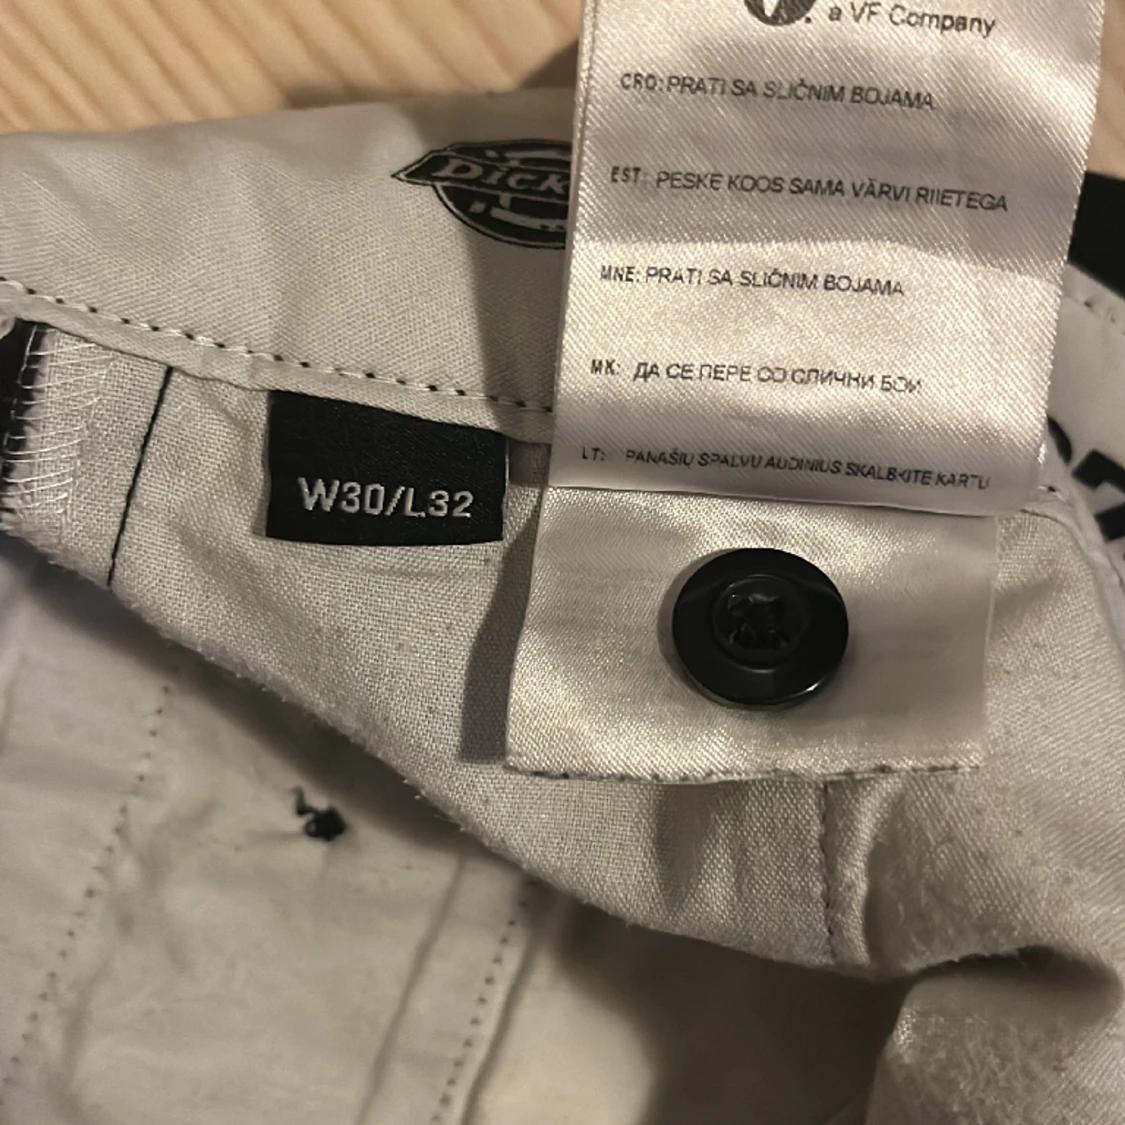 a VF Company
CRO: PRATI SA SLIČNIM BOJAMA
EST: PESKE KOOS SAMA VÄRVI RIIETEGA
MNE: PRATI SA SLIČNIM BOJAMA
MK: ДА СЕ ПЕРЕ СО СЛИЧНИ БОИ
LT: PANAŠIŲ SPALVŲ AUDINIUS SKALBKITE KARTU
W30/L32